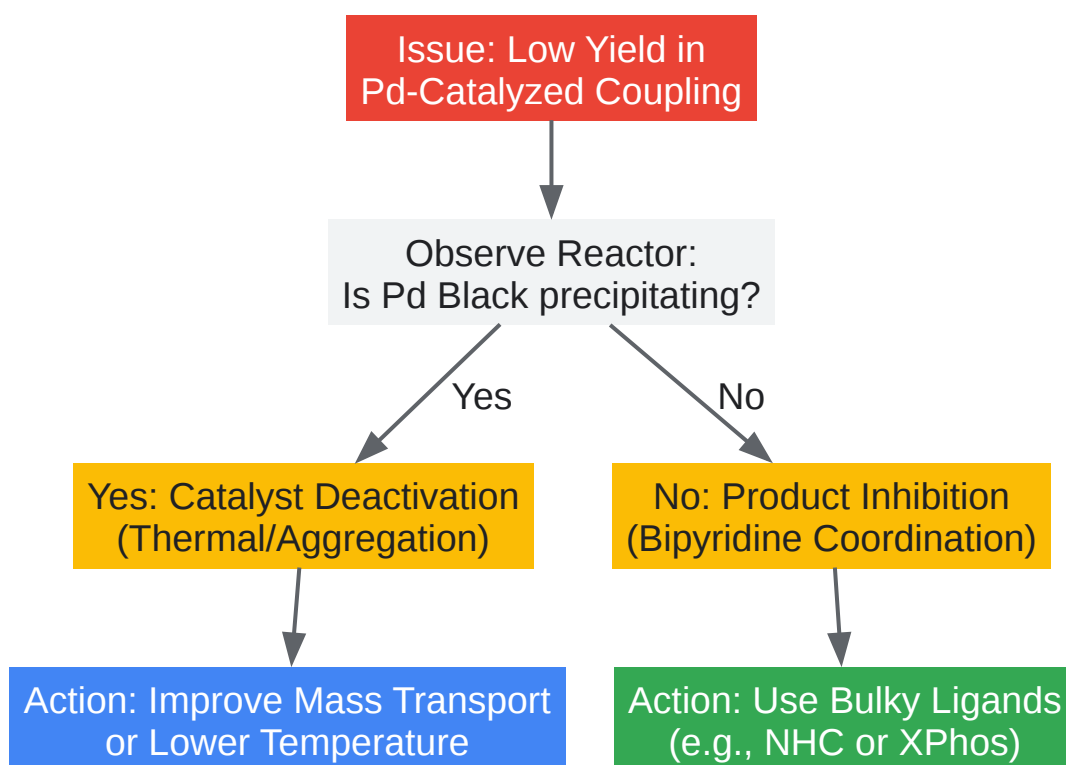 Issue: Low Yield in
Pd-Catalyzed Coupling
Observe Reactor:
Is Pd Black precipitating?
Yes
No
Yes: Catalyst Deactivation
(Thermal/Aggregation)
No: Product Inhibition
(Bipyridine Coordination)
Action: Improve Mass Transport
or Lower Temperature
Action: Use Bulky Ligands
(e.g., NHC or XPhos)